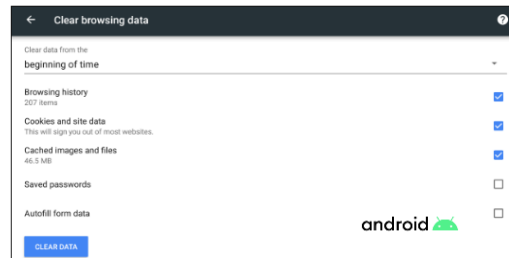 Clear browsing data
Clear data from the
beginning of time
Browsing history
207 items
Cookies and site data
This will sign you out of most websites.
Cached images and files
46.5 MB
Saved passwords
Autofill form data
android
CLEAR DATA